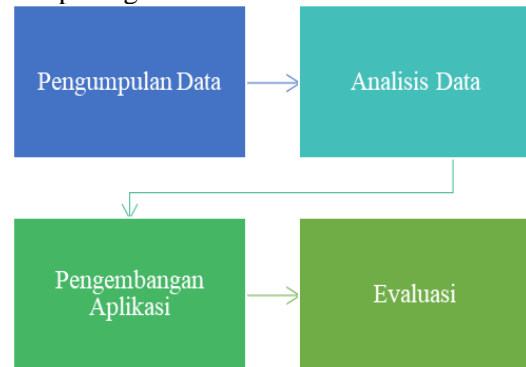 Pengumpulan Data
Analisis Data
Pengembangan
Aplikasi
Evaluasi